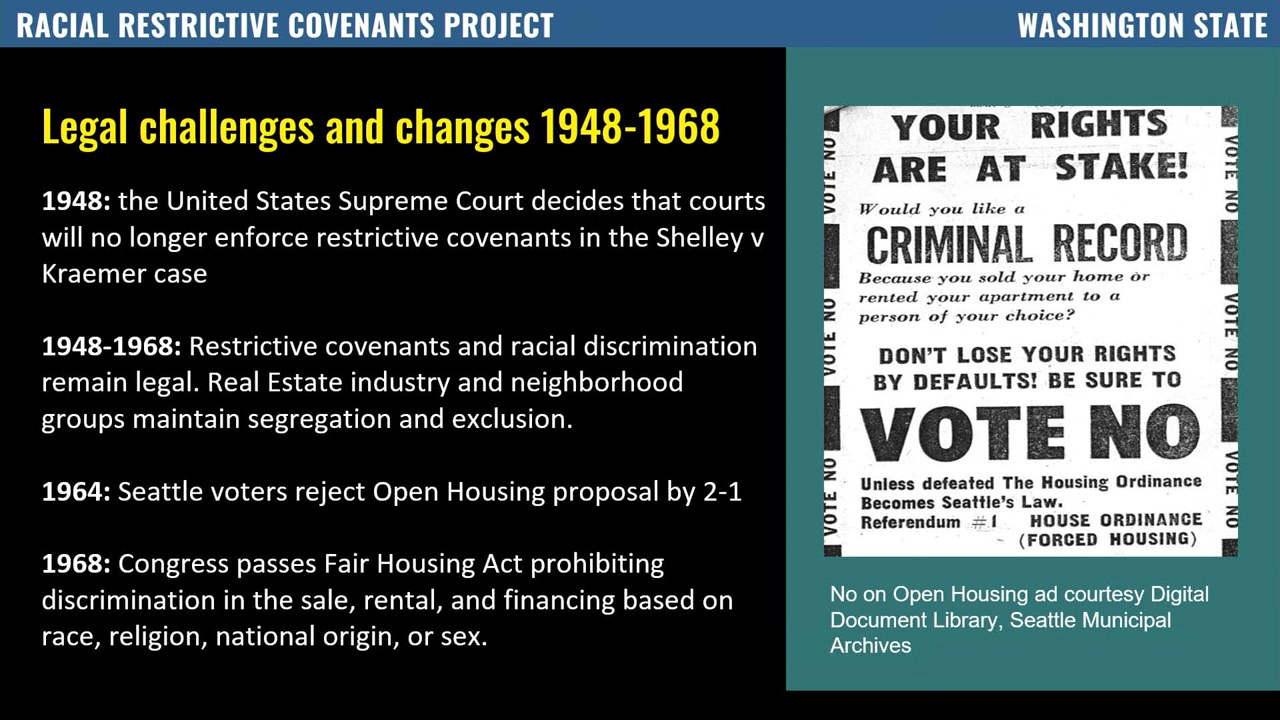 RACIAL RESTRICTIVE COVENANTS PROJECT
WASHINGTON STATE
Legal challenges and changes 1948-1968
1948: the United States Supreme Court decides that courts
will no longer enforce restrictive covenants in the Shelley v
Kraemer case
1948-1968: Restrictive covenants and racial discrimination
remain legal. Real Estate industry and neighborhood
groups maintain segregation and exclusion.
1964: Seattle voters reject Open Housing proposal by 2-1
1968: Congress passes Fair Housing Act prohibiting
discrimination in the sale, rental, and financing based on
race, religion, national origin, or sex.
YOUR RIGHTS
ARE AT STAKE!
Would you like a
CRIMINAL RECORD
Because you sold your home or
rented your apartment to a
person of your choice?
DON'T LOSE YOUR RIGHTS
BY DEFAULTS! BE SURE TO
VOTE NO
Unless defeated The Housing Ordinance
Becomes Seattle's Law.
Referendum #1 HOUSE ORDINANCE
(FORCED HOUSING)
VOTE NO
VOTE NO
VOTE NO
VOTE NO
VOTE NO
VOTE NO
No on Open Housing ad courtesy Digital
Document Library, Seattle Municipal
Archives